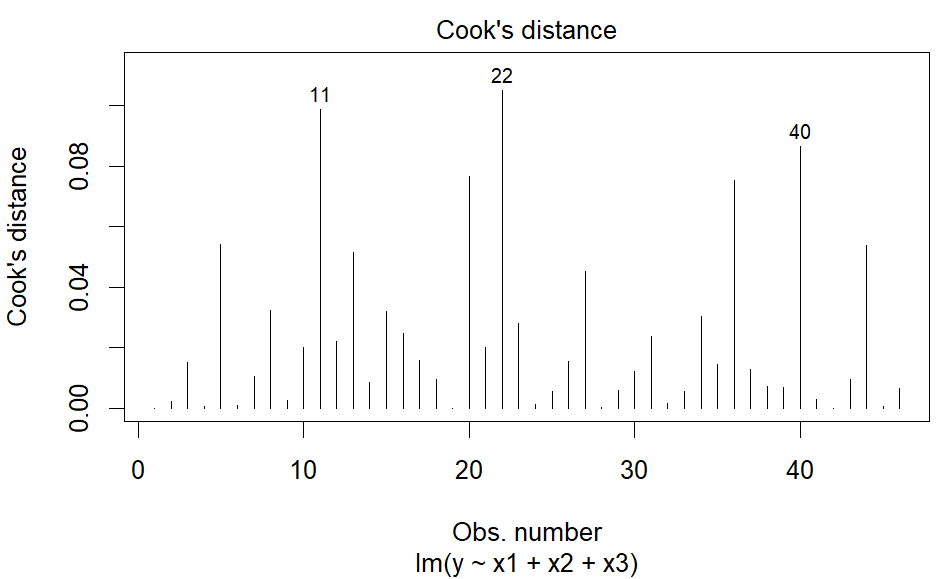 Cook's distance
22
11
40
Cook's distance
0.08
0.04
0.00
0 10 20 30 40
Obs. number
lm(y ~ x1 + x2 + x3)